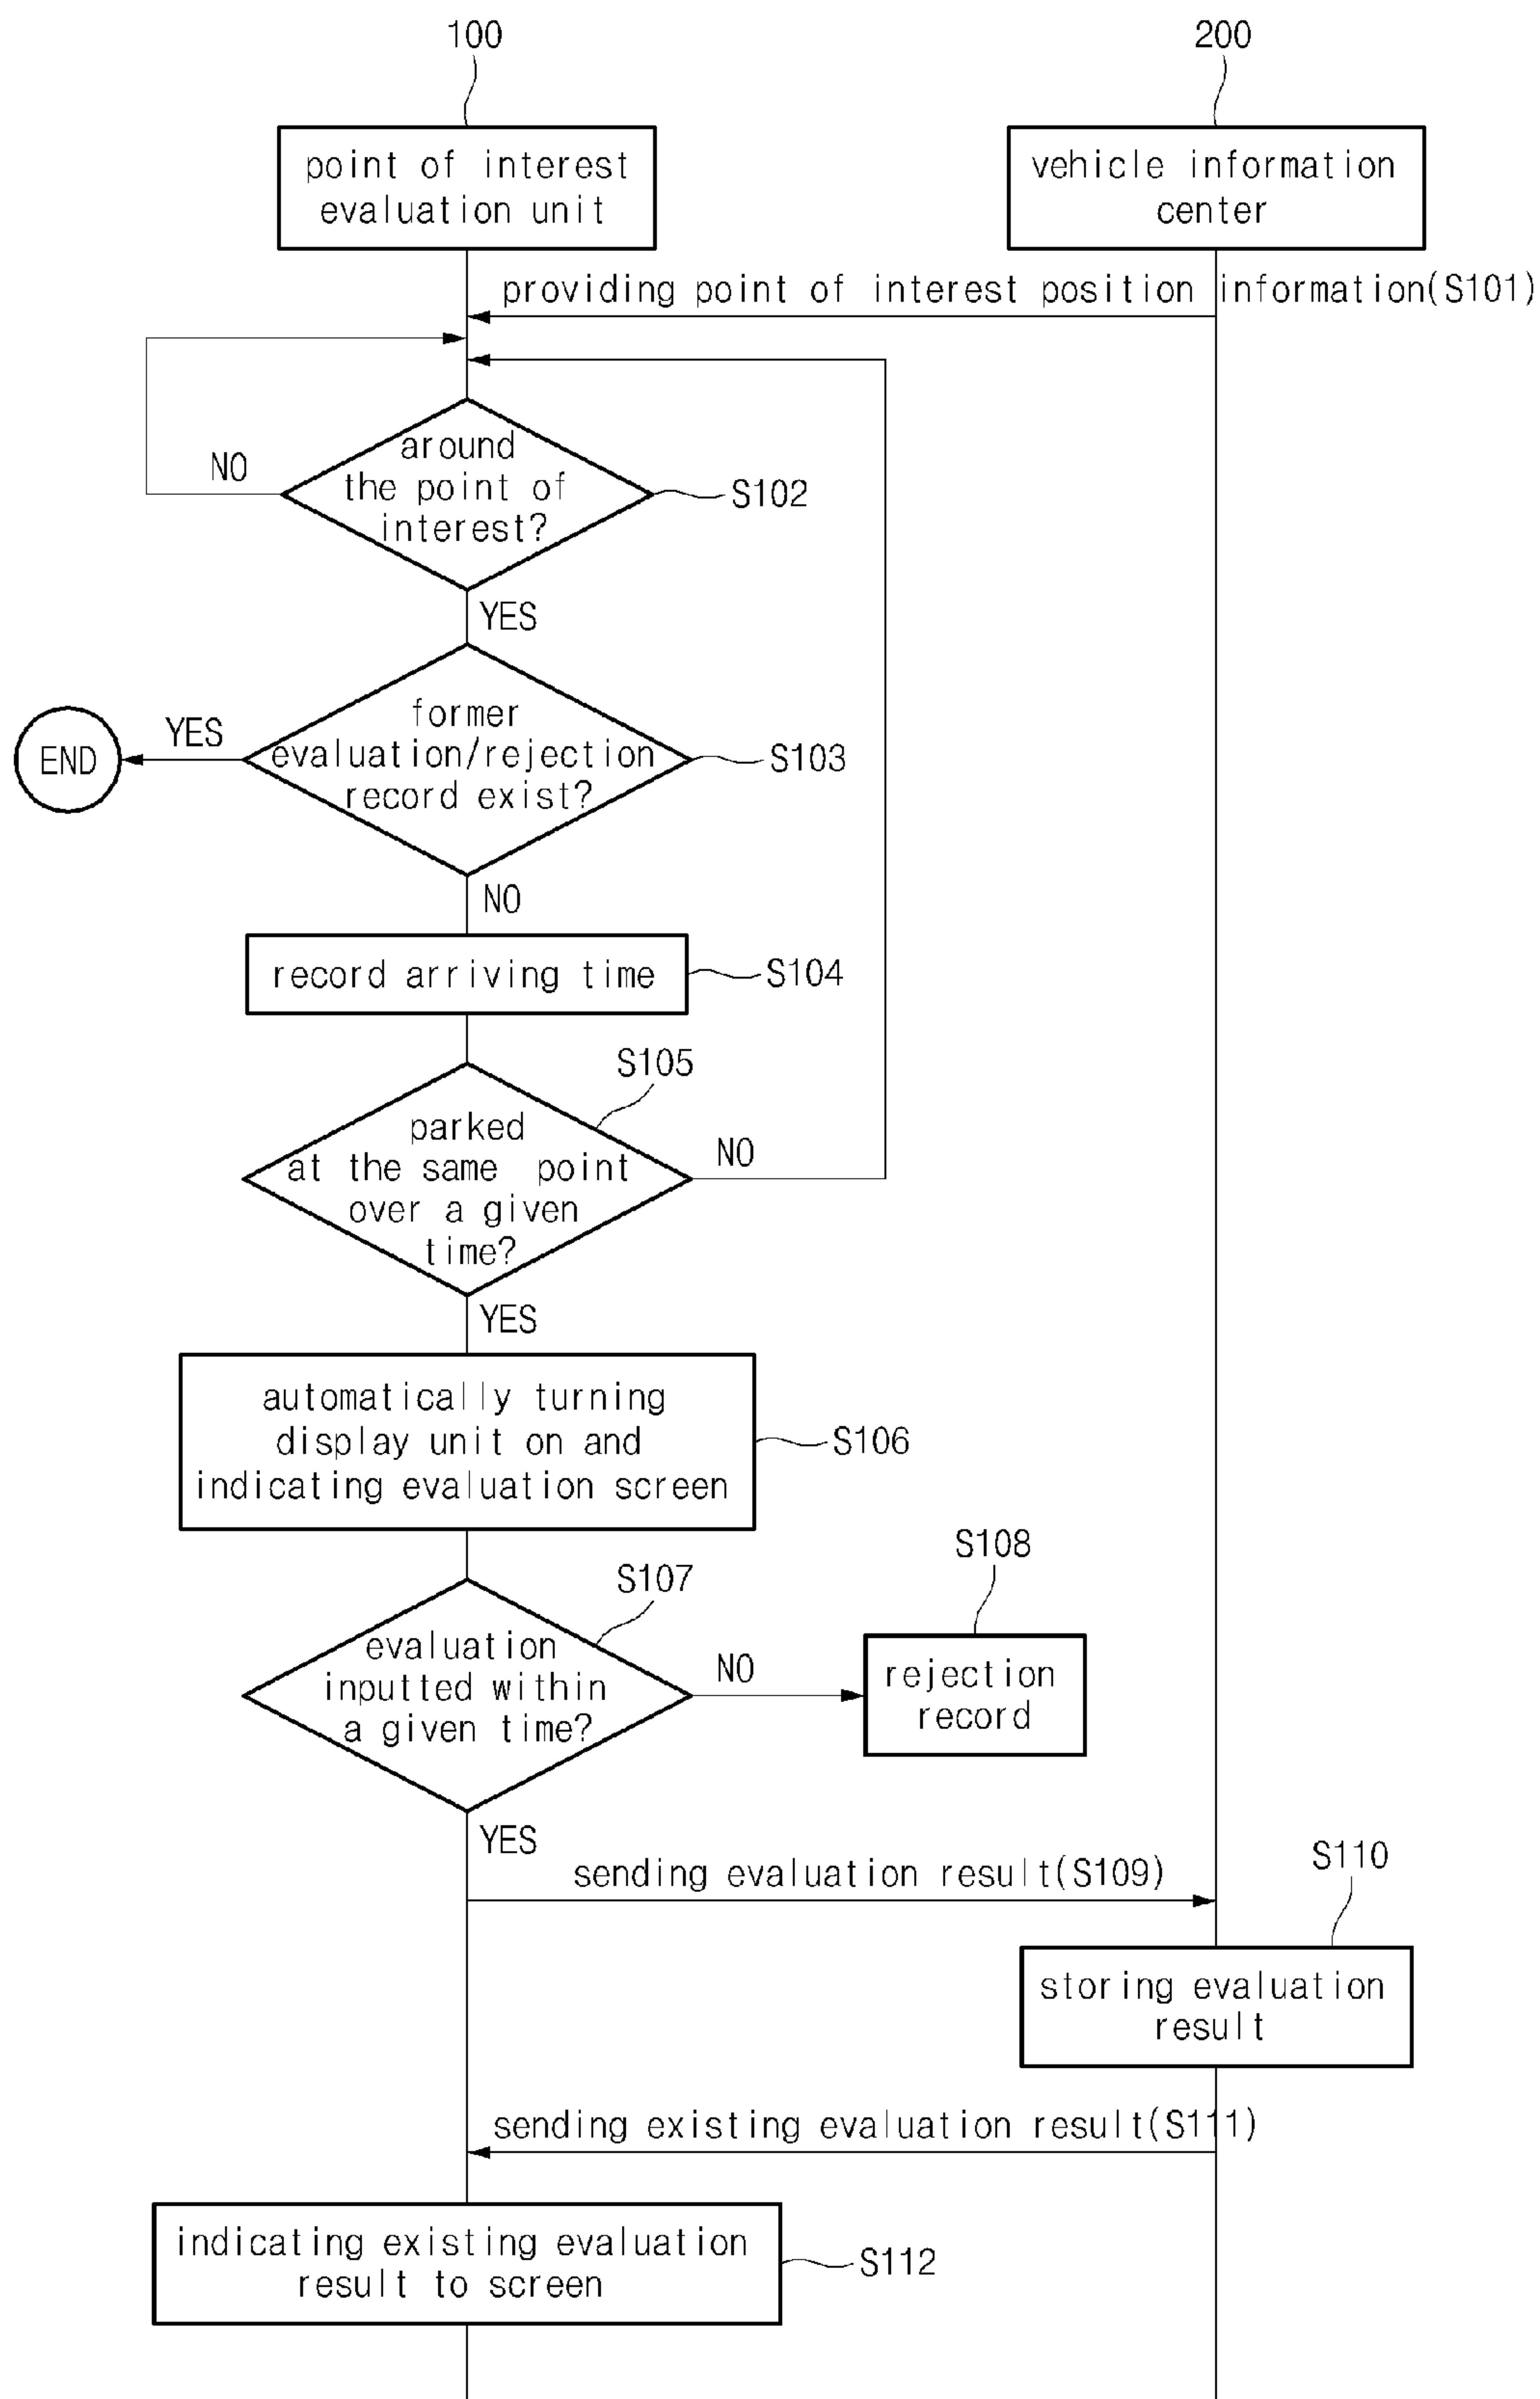 100
200
point of interest
evaluation unit
vehicle information
center
providing point of interest position information(S101)
around
the point of
interest?
NO
S102
YES
former
evaluation/rejection
record exist?
YES
END
S103
NO
record arriving time
S104
S105
parked
at the same point
over a given
time?
NO
YES
automatically turning
display unit on and
indicating evaluation screen
S106
S107
S108
evaluation
inputted within
a given time?
NO
rejection
record
YES
sending evaluation result(S109)
S110
storing evaluation
result
sending existing evaluation result(S111)
indicating existing evaluation
result to screen
S112